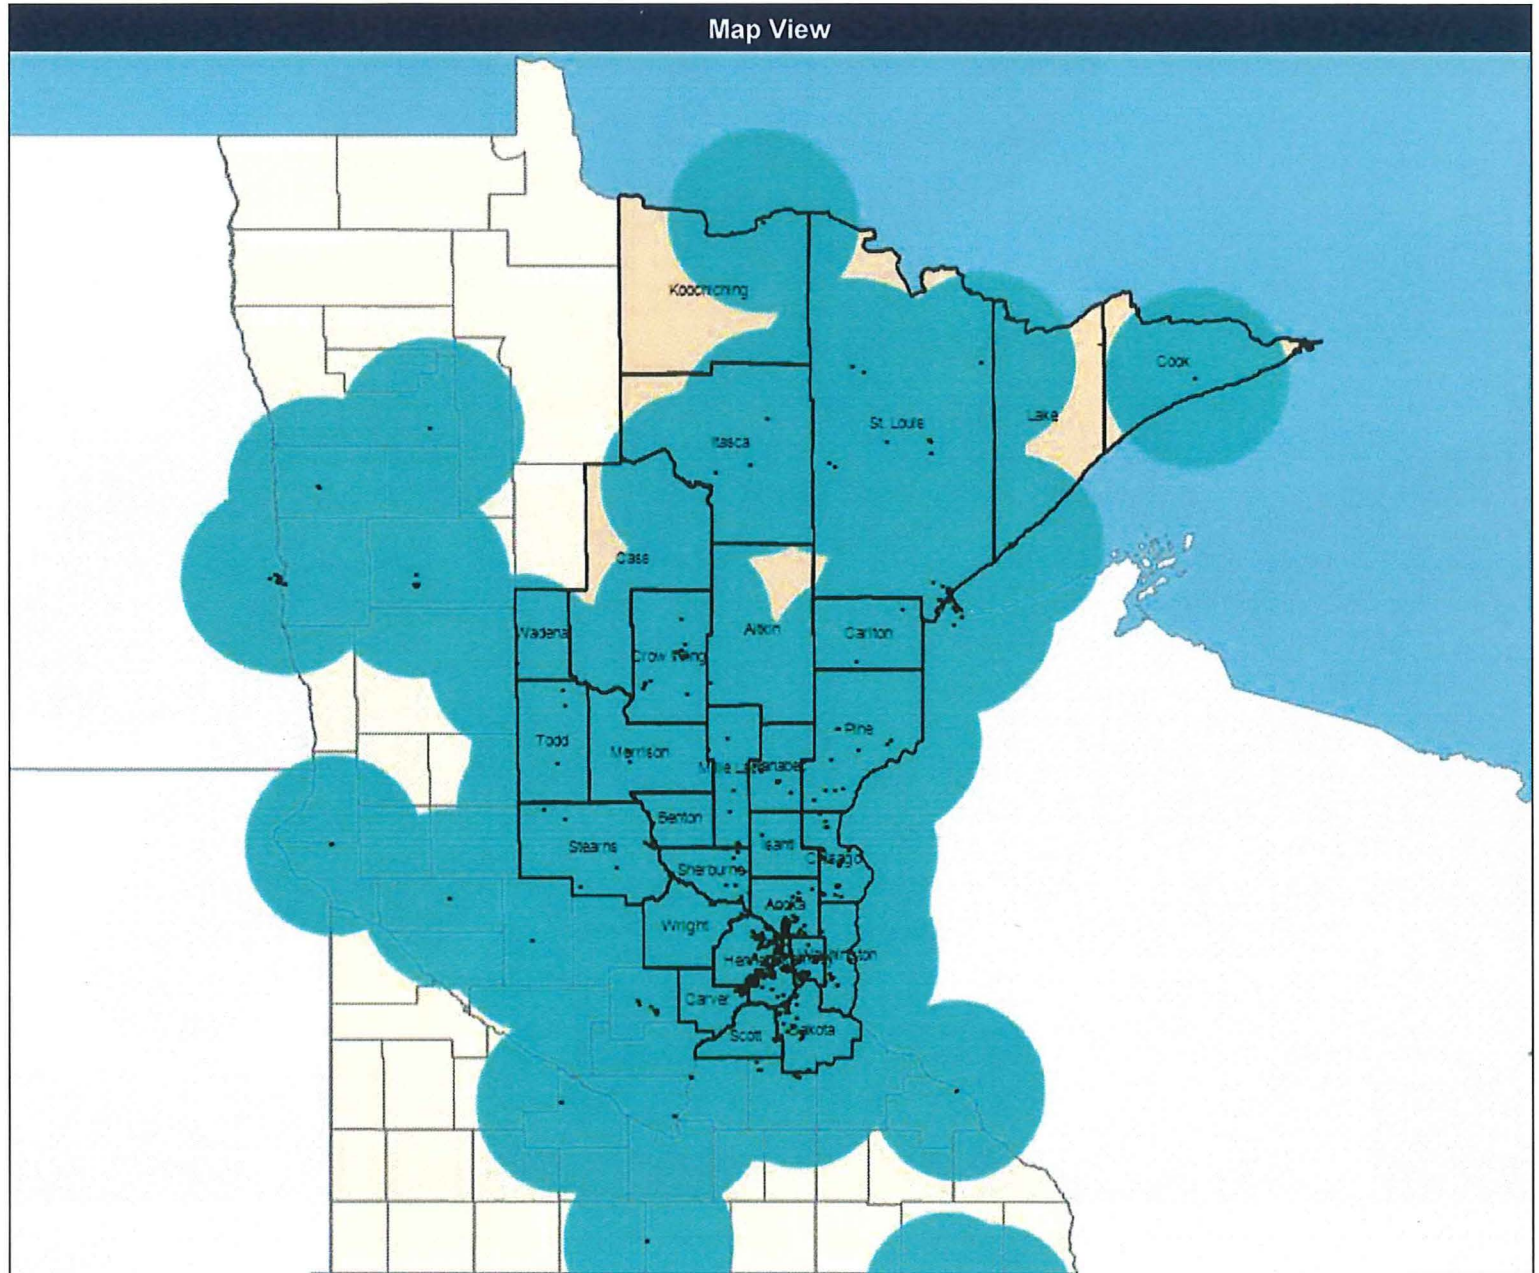 Map View
Koochiching
Cook
Lake
St. Louis
Itasca
Cass
Wadena
Aitkin
Carlton
Crow Wing
Pine
Todd
Morrison
Benton
Isanti
Stearns
Chisago
Sherburne
Anoka
Wright
Washington
Carver
Scott
Dakota